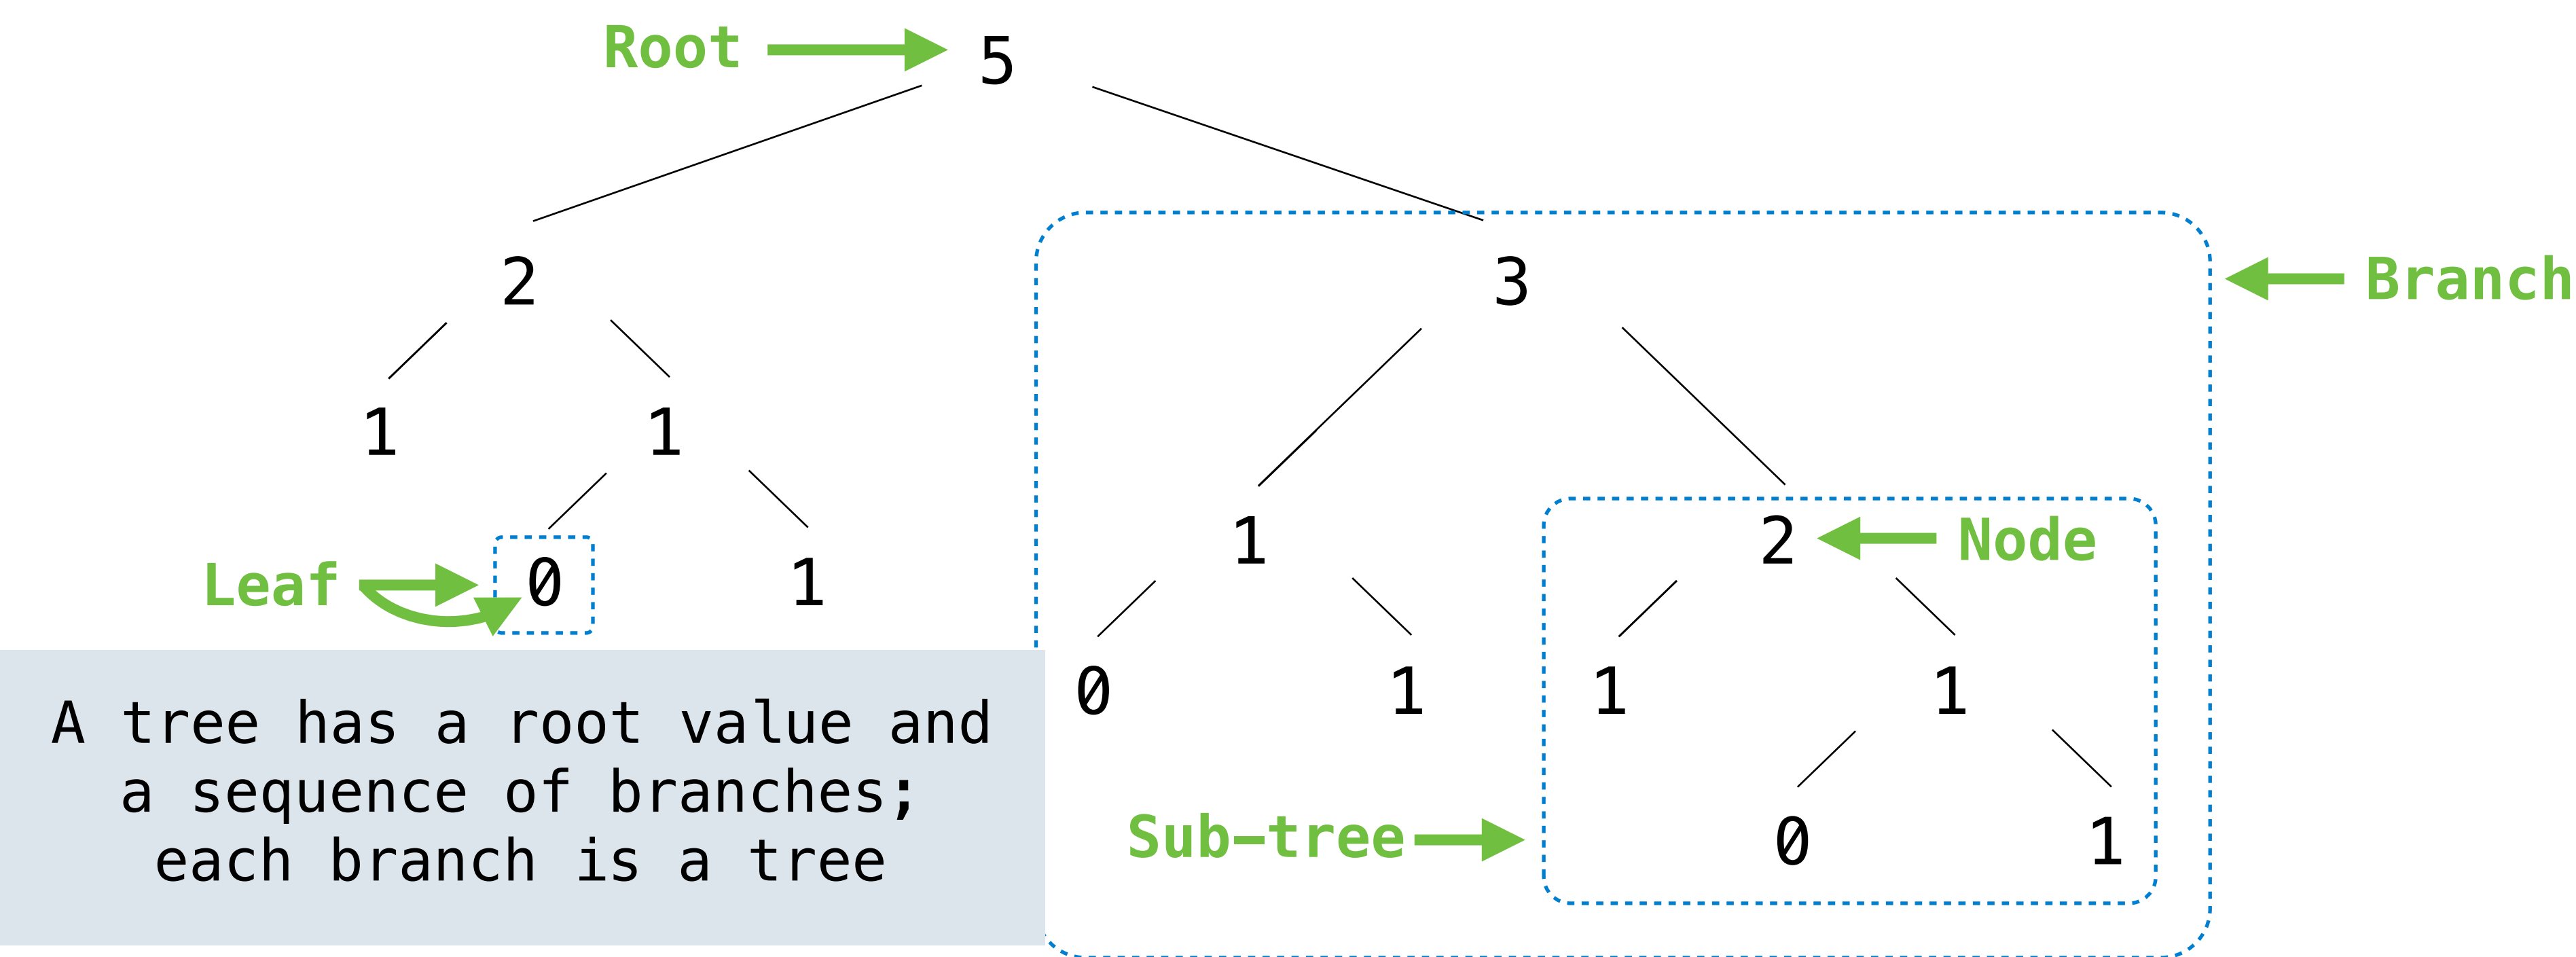 Root 5
2 3 Branch
1 1
1 2 Node
Leaf 0 1
0 1 1 1
A tree has a root value and
a sequence of branches;
each branch is a tree
Sub-tree 0 1